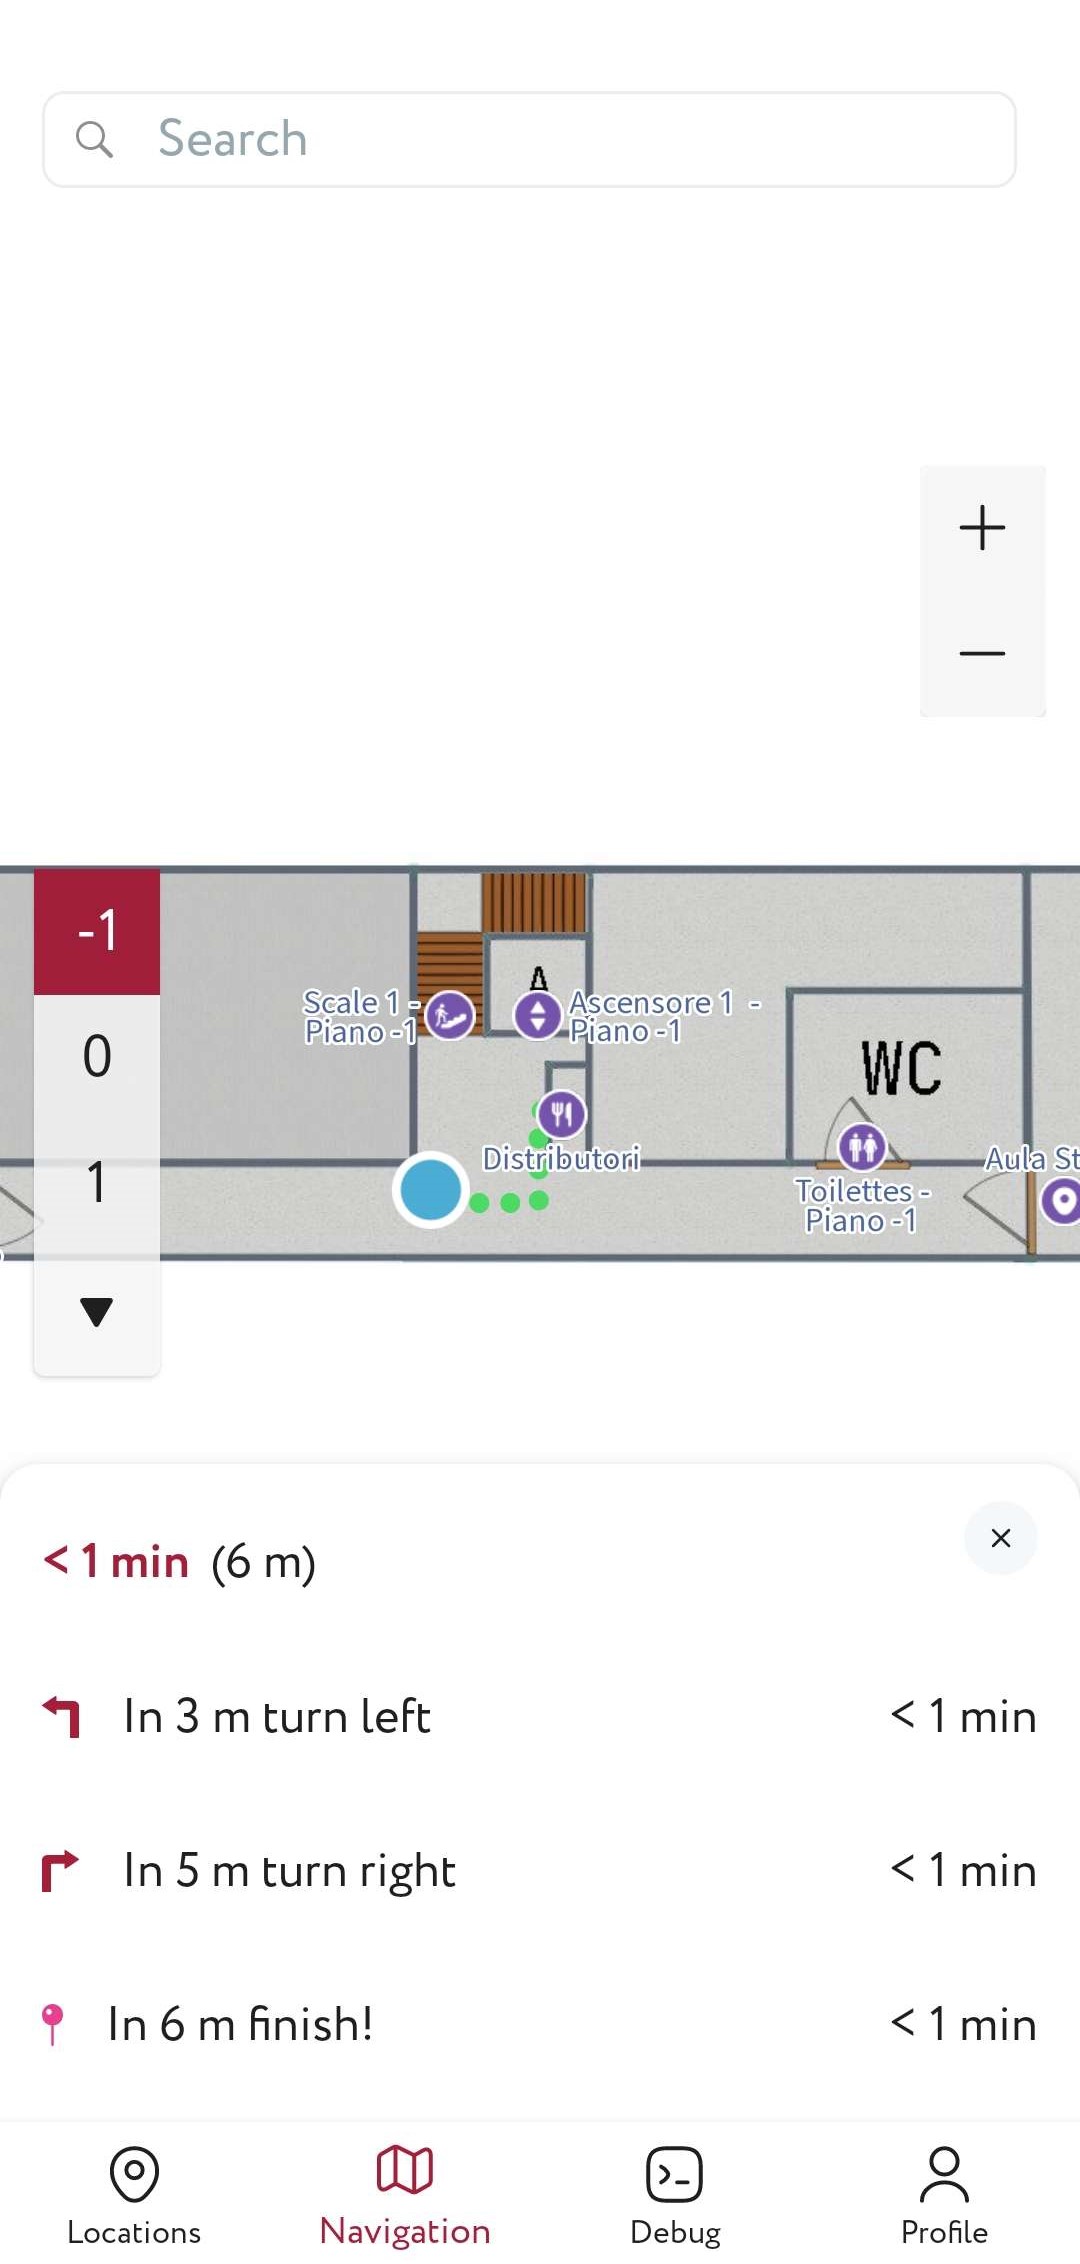 Search
+
−
-1
0
1
A
Scale 1 -
Piano -1
Ascensore 1 -
Piano -1
WC
Distributori
Toilettes -
Piano -1
Aula St
< 1 min (6 m)
In 3 m turn left < 1 min
In 5 m turn right < 1 min
In 6 m finish! < 1 min
Locations
Navigation
Debug
Profile